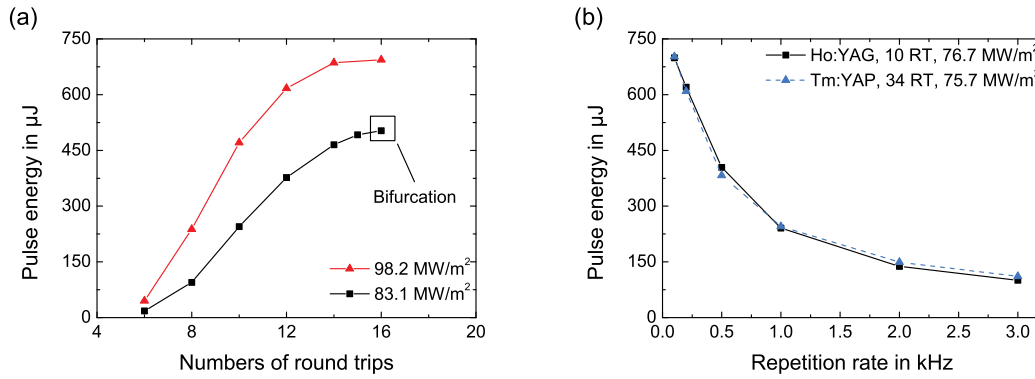 (a)
750
600
450
300
150
0
Pulse energy in µJ
4
8
12
16
20
Numbers of round trips
Bifurcation
98.2 MW/m²
83.1 MW/m²
(b)
750
600
450
300
150
0
Pulse energy in µJ
0.0
0.5
1.0
1.5
2.0
2.5
3.0
Repetition rate in kHz
Ho:YAG, 10 RT, 76.7 MW/m²
Tm:YAP, 34 RT, 75.7 MW/m²